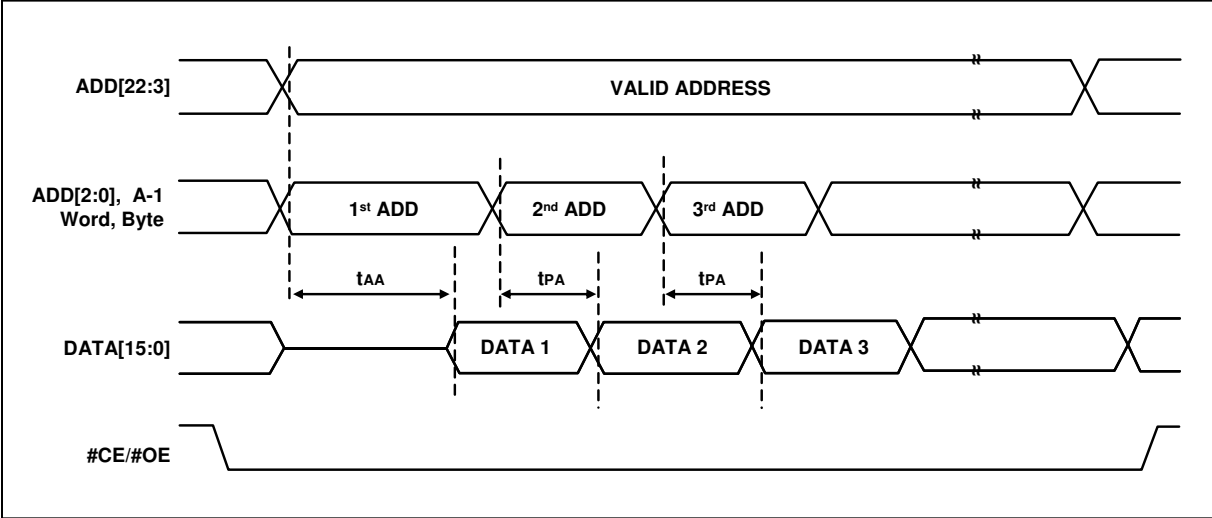 ADD[22:3]
VALID ADDRESS
ADD[2:0], A-1
Word, Byte
1st ADD
2nd ADD
3rd ADD
tAA
tPA
tPA
DATA[15:0]
DATA 1
DATA 2
DATA 3
#CE/#OE